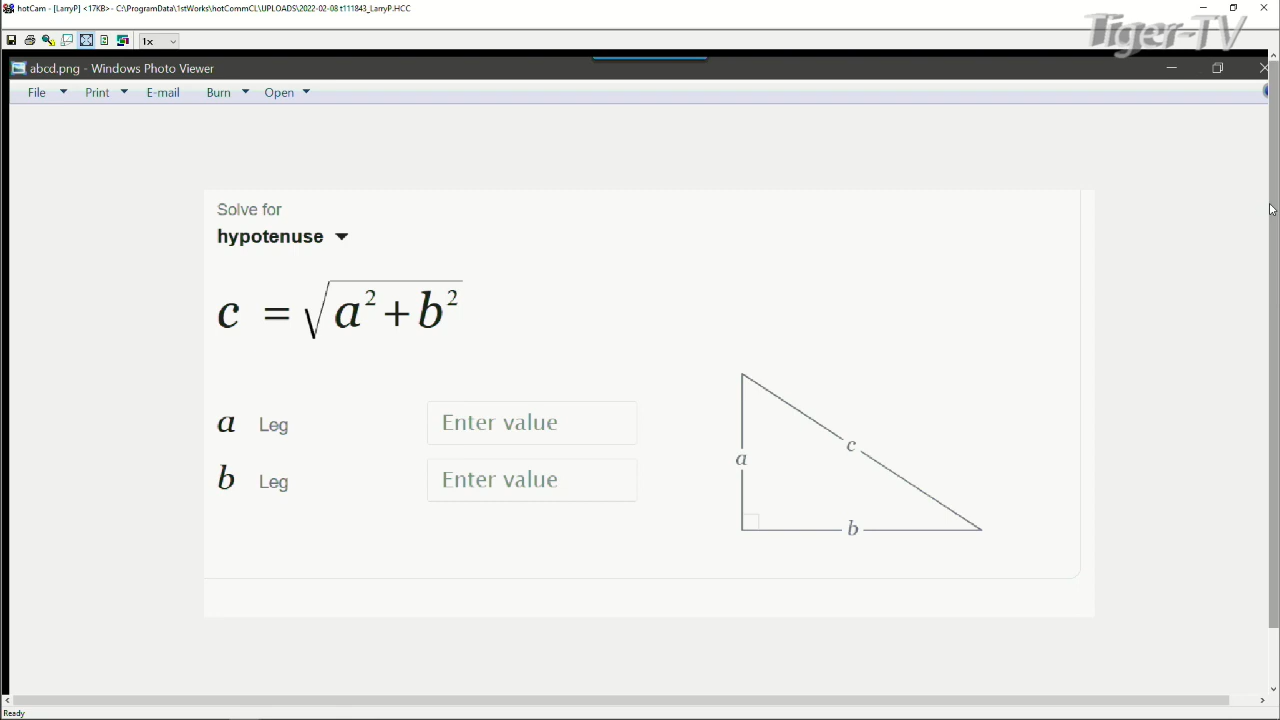 hotCam - [LarryP] <17KB>- C:\ProgramData\1stWorks\hotCommCL\UPLOADS\2022-02-08 t111843_LarryP.HCC
Tiger-TV
1x
abcd.png - Windows Photo Viewer
File Print E-mail Burn Open
Solve for
hypotenuse
c = √a² + b²
a Leg Enter value
b Leg Enter value
a
c
b
Ready